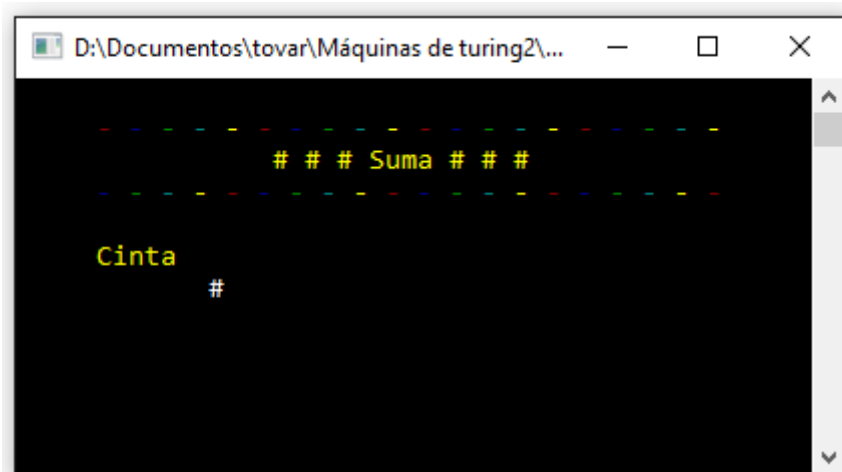 D:\Documentos\tovar\Máquinas de turing2\...
- - - - - - - - - - - - - - - - - - - -
# # # Suma # # #
- - - - - - - - - - - - - - - - - - - -
Cinta
#